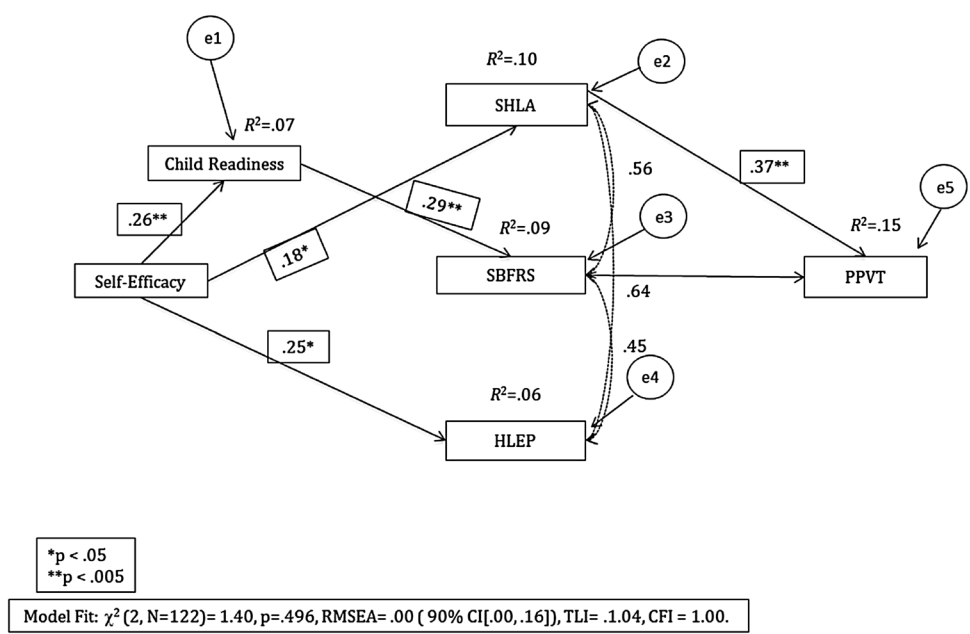 e1
R²=.10
e2
SHLA
R²=.07
Child Readiness
.56
.37**
e5
.26**
.29**
e3
R²=.09
R²=.15
.18*
Self-Efficacy
SBFRS
PPVT
.64
.25*
.45
e4
R²=.06
HLEP
*p < .05
**p < .005
Model Fit: χ² (2, N=122)= 1.40, p=.496, RMSEA= .00 ( 90% CI[.00, .16]), TLI= .1.04, CFI = 1.00.